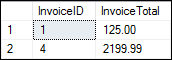 InvoiceID InvoiceTotal
1 1 125.00
2 4 2199.99